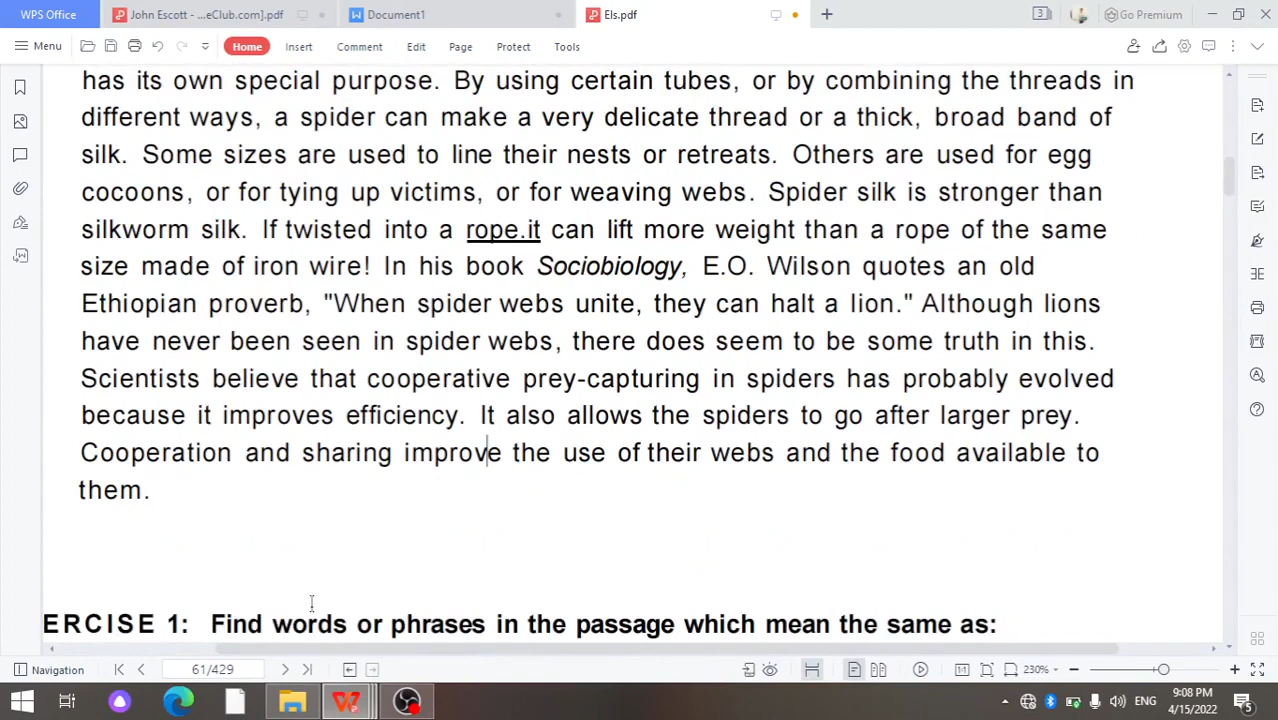 WPS Office
John Escott - ...eClub.com].pdf
Document1
Els.pdf
3
Go Premium
Menu
Home
Insert
Comment
Edit
Page
Protect
Tools
has its own special purpose. By using certain tubes, or by combining the threads in
different ways, a spider can make a very delicate thread or a thick, broad band of
silk. Some sizes are used to line their nests or retreats. Others are used for egg
cocoons, or for tying up victims, or for weaving webs. Spider silk is stronger than
silkworm silk. If twisted into a rope.it can lift more weight than a rope of the same
size made of iron wire! In his book Sociobiology, E.O. Wilson quotes an old
Ethiopian proverb, "When spider webs unite, they can halt a lion." Although lions
have never been seen in spider webs, there does seem to be some truth in this.
Scientists believe that cooperative prey-capturing in spiders has probably evolved
because it improves efficiency. It also allows the spiders to go after larger prey.
Cooperation and sharing improve the use of their webs and the food available to
them.
ERCISE 1: Find words or phrases in the passage which mean the same as:
Navigation
61/429
230%
9:08 PM
ENG
4/15/2022
5